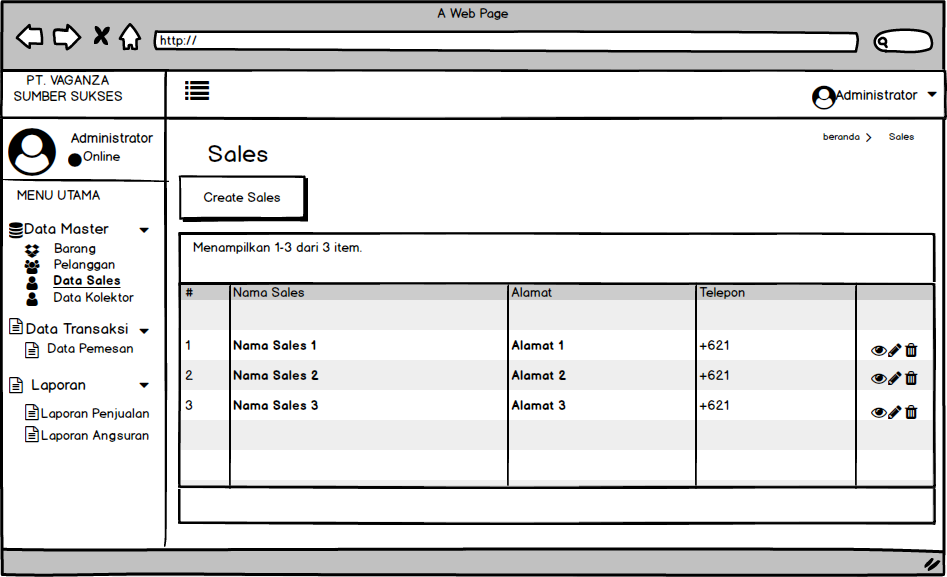 A Web Page
http://
PT. VAGANZA
SUMBER SUKSES
Administrator
Administrator
Online
beranda > Sales
Sales
MENU UTAMA
Create Sales
Data Master
Barang
Pelanggan
Data Sales
Data Kolektor
Data Transaksi
Data Pemesan
Laporan
Laporan Penjualan
Laporan Angsuran
Menampilkan 1-3 dari 3 item.
# Nama Sales Alamat Telepon
1 Nama Sales 1 Alamat 1 +621
2 Nama Sales 2 Alamat 2 +621
3 Nama Sales 3 Alamat 3 +621